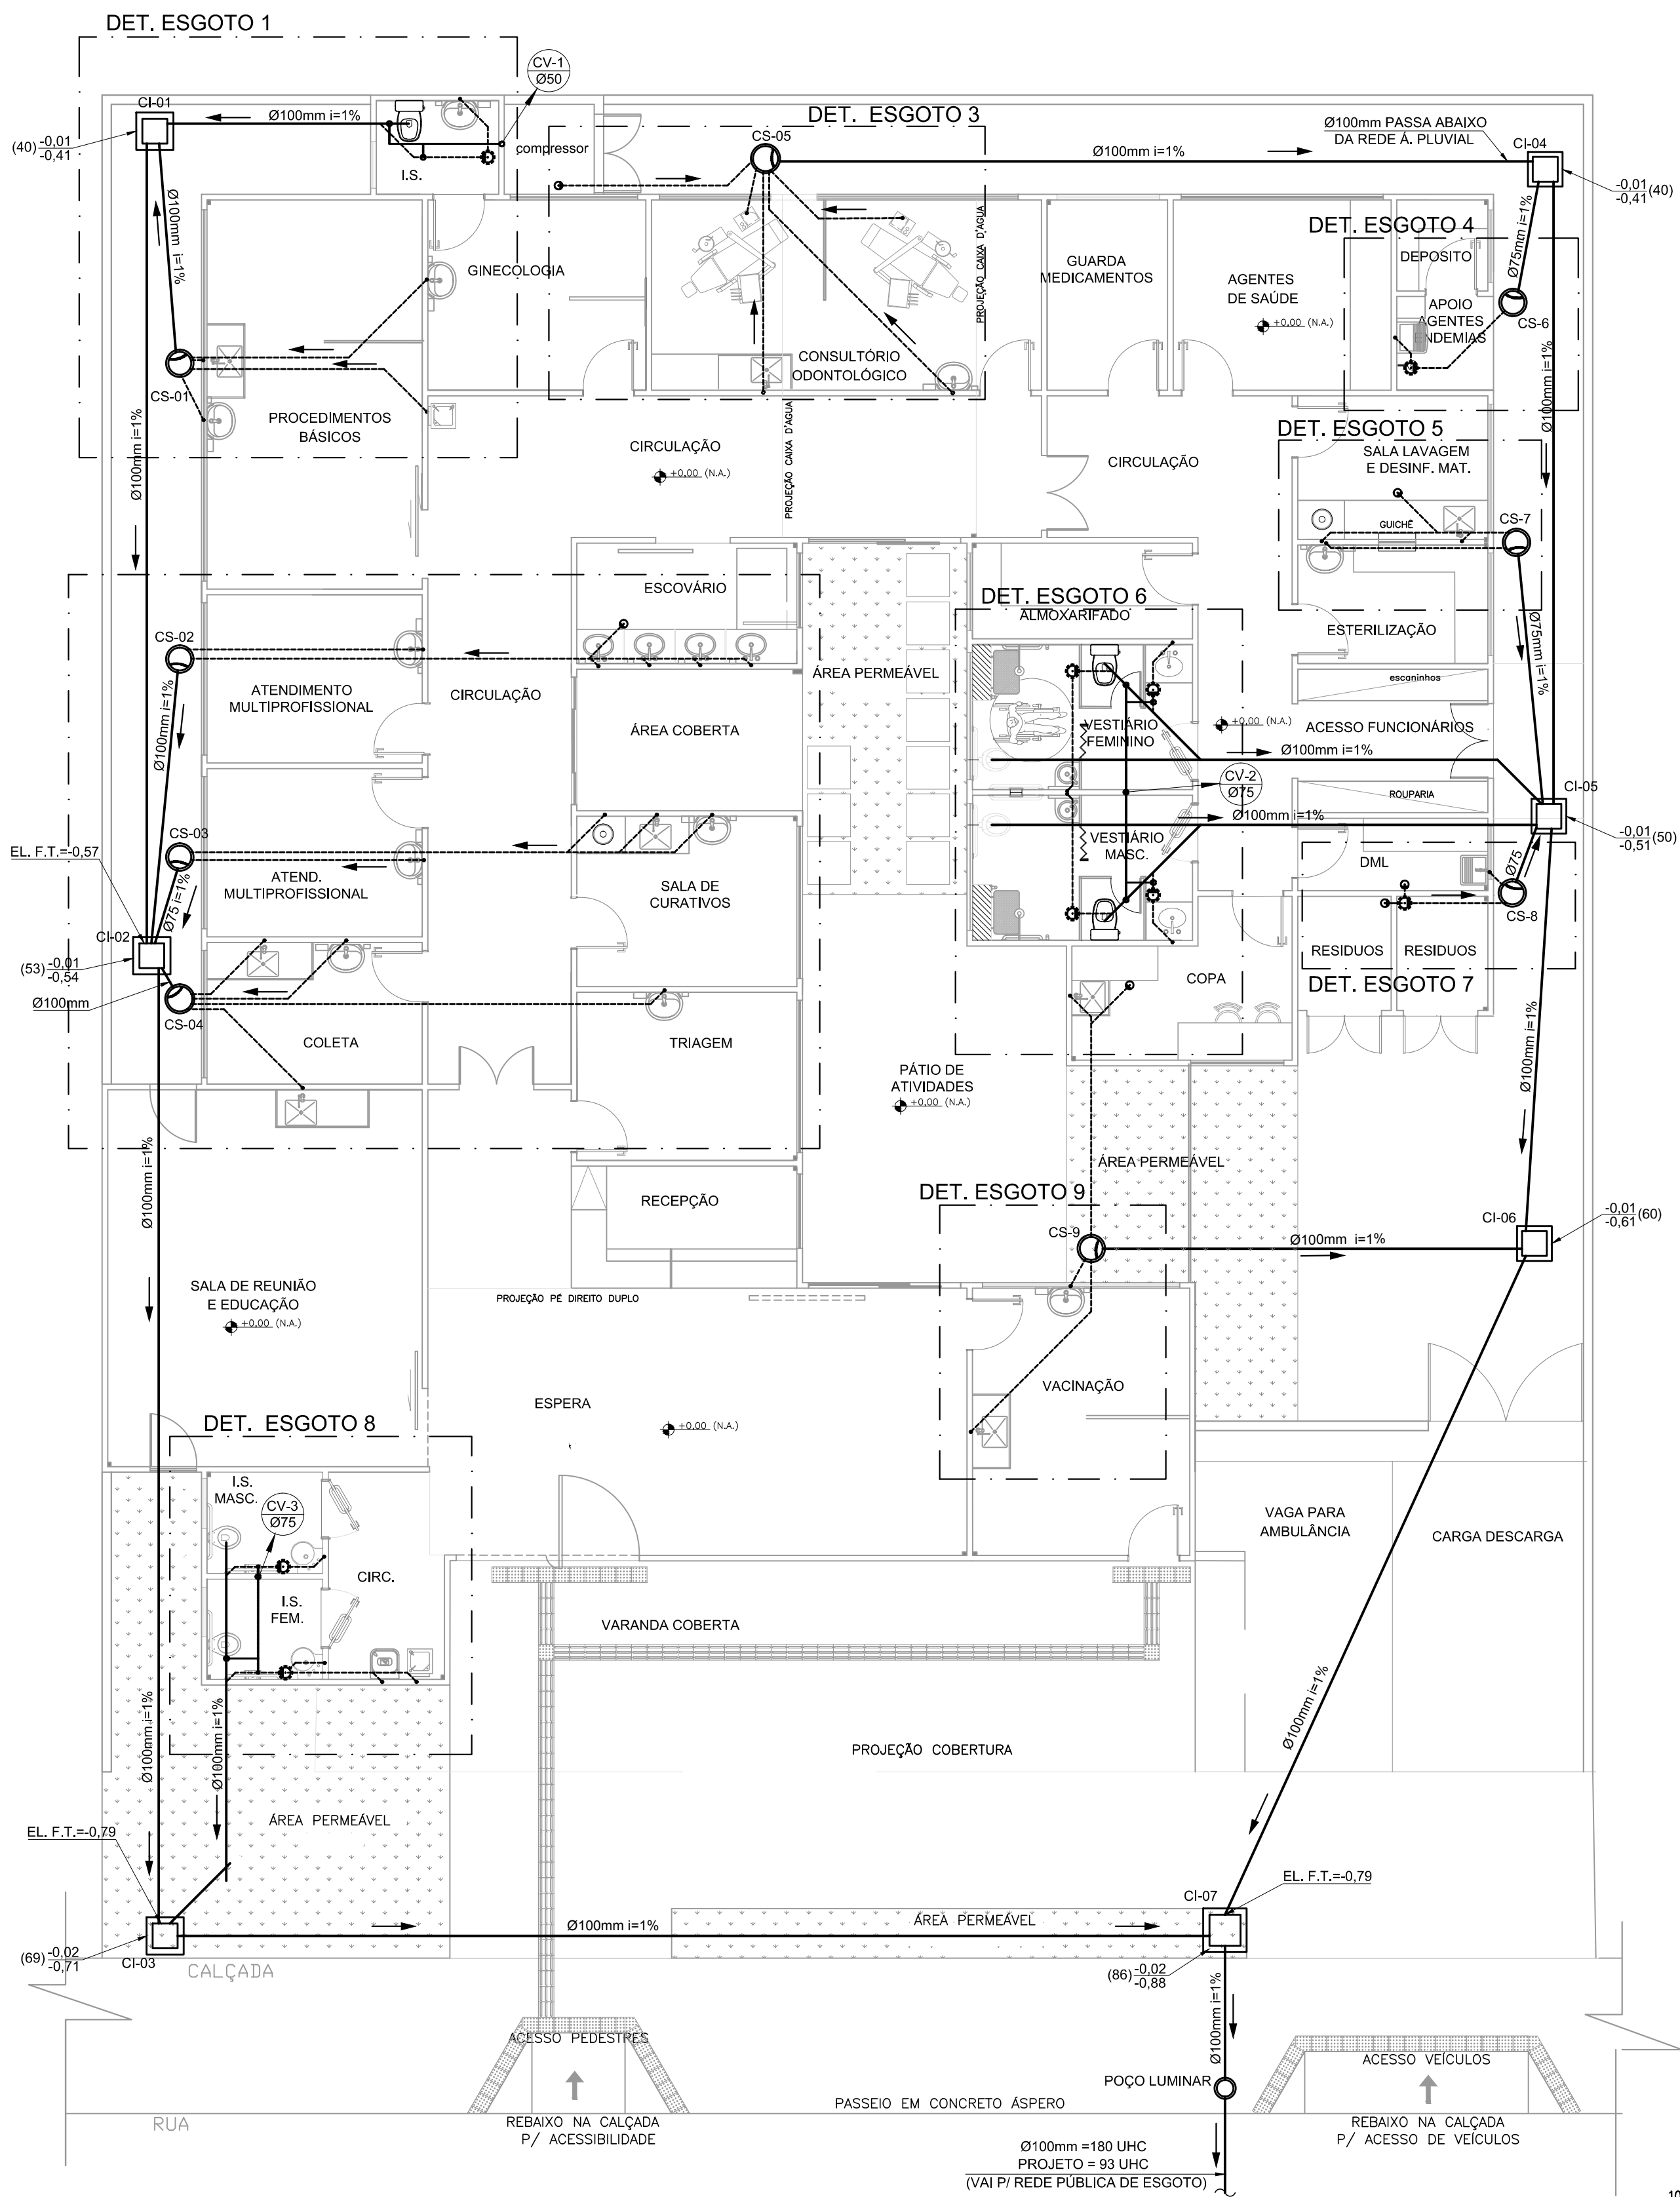 DET. ESGOTO 1
CV-1
Ø50
CI-01
Ø100mm i=1%
(40) -0,01
-0,41
I.S.
compressor
DET. ESGOTO 3
CS-05
Ø100mm i=1%
Ø100mm PASSA ABAIXO
DA REDE Á. PLUVIAL
CI-04
-0,01 (40)
-0,41
Ø100mm i=1%
GINECOLOGIA
PROJEÇÃO CAIXA D'AGUA
GUARDA
MEDICAMENTOS
AGENTES
DE SAÚDE
+0.00 (N.A.)
DET. ESGOTO 4
Ø75mm i=1%
DEPOSITO
APOIO
AGENTES
ENDEMIAS
CS-6
Ø100mm i=1%
CS-01
CONSULTÓRIO
ODONTOLÓGICO
PROCEDIMENTOS
BÁSICOS
Ø100mm i=1%
CIRCULAÇÃO
+0.00 (N.A.)
PROJEÇÃO CAIXA D'AGUA
CIRCULAÇÃO
DET. ESGOTO 5
SALA LAVAGEM
E DESINF. MAT.
GUICHÊ
CS-7
ESCOVÁRIO
DET. ESGOTO 6
ALMOXARIFADO
ESTERILIZAÇÃO
Ø75mm i=1%
CS-02
ATENDIMENTO
MULTIPROFISSIONAL
CIRCULAÇÃO
ÁREA PERMEÁVEL
escaninhos
Ø100mm i=1%
ÁREA COBERTA
VESTIÁRIO
FEMININO
+0.00 (N.A.)
ACESSO FUNCIONÁRIOS
Ø100mm i=1%
CV-2
Ø75
ROUPARIA
CI-05
Ø100mm i=1%
-0,01 (50)
-0,51
CS-03
EL. F.T.=-0,57
VESTIÁRIO
MASC.
DML
Ø75
Ø75 i=1%
ATEND.
MULTIPROFISSIONAL
SALA DE
CURATIVOS
CS-8
CI-02
(53) -0,01
-0,54
RESIDUOS
RESIDUOS
Ø100mm
COPA
DET. ESGOTO 7
CS-04
COLETA
TRIAGEM
Ø100mm i=1%
PÁTIO DE
ATIVIDADES
+0.00 (N.A.)
Ø100mm i=1%
ÁREA PERMEÁVEL
DET. ESGOTO 9
RECEPÇÃO
CS-9
CI-06
-0,01 (60)
-0,61
Ø100mm i=1%
SALA DE REUNIÃO
E EDUCAÇÃO
+0.00 (N.A.)
PROJEÇÃO PÉ DIREITO DUPLO
VACINAÇÃO
ESPERA
+0.00 (N.A.)
DET. ESGOTO 8
I.S.
MASC.
CV-3
Ø75
VAGA PARA
AMBULÂNCIA
CARGA DESCARGA
CIRC.
I.S.
FEM.
VARANDA COBERTA
Ø100mm i=1%
Ø100mm i=1%
Ø100mm i=1%
PROJEÇÃO COBERTURA
ÁREA PERMEÁVEL
EL. F.T.=-0,79
EL. F.T.=-0,79
CI-07
ÁREA PERMEÁVEL
Ø100mm i=1%
(69) -0,02
-0,71
CI-03
CALÇADA
(86) -0,02
-0,88
Ø100mm i=1%
ACESSO PEDESTRES
ACESSO VEÍCULOS
POÇO LUMINAR
PASSEIO EM CONCRETO ÁSPERO
RUA
REBAIXO NA CALÇADA
P/ ACESSIBILIDADE
REBAIXO NA CALÇADA
P/ ACESSO DE VEÍCULOS
Ø100mm =180 UHC
PROJETO = 93 UHC
(VAI P/ REDE PÚBLICA DE ESGOTO)
10